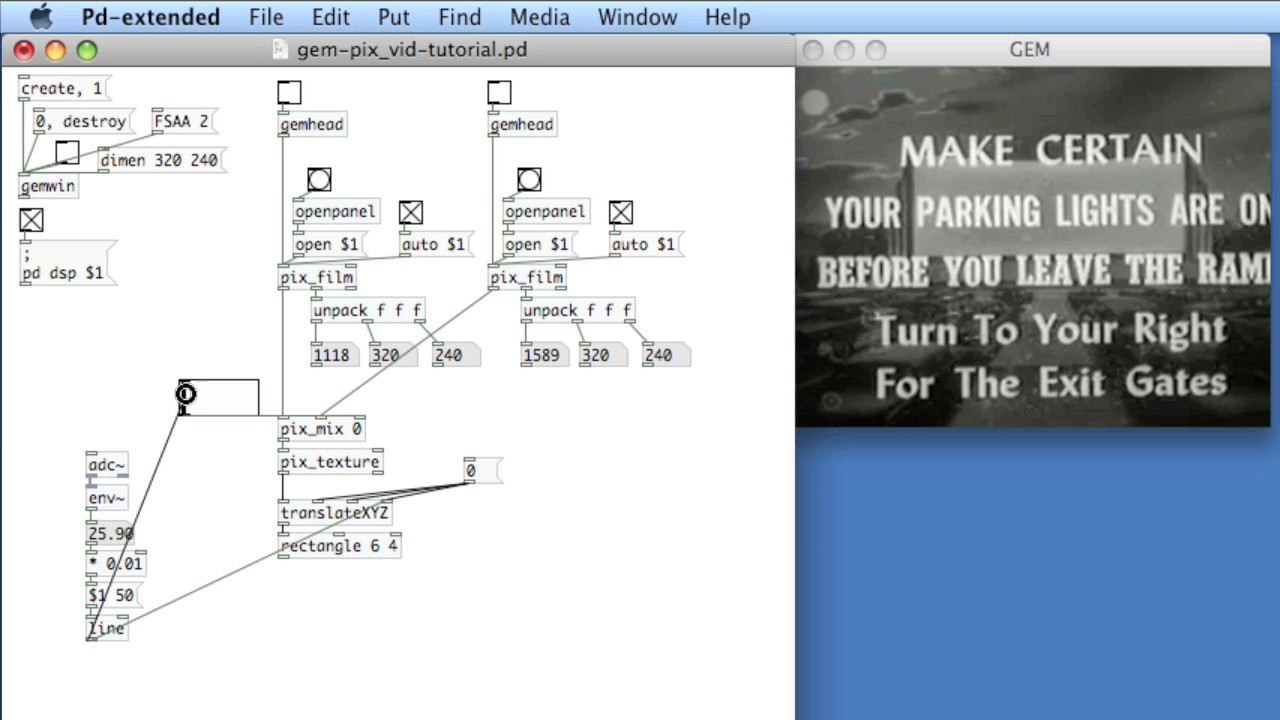 Pd-extended File Edit Put Find Media Window Help
gem-pix_vid-tutorial.pd
create, 1
0, destroy
FSAA 2
dimen 320 240
gemwin
;
pd dsp $1
gemhead
openpanel
open $1
auto $1
pix_film
unpack f f f
1118
320
240
gemhead
openpanel
open $1
auto $1
pix_film
unpack f f f
1589
320
240
pix_mix 0
pix_texture
0
translateXYZ
rectangle 6 4
adc~
env~
25.90
* 0.01
$1 50
line
GEM
MAKE CERTAIN
YOUR PARKING LIGHTS ARE ON
BEFORE YOU LEAVE THE RAM
Turn To Your Right
For The Exit Gates